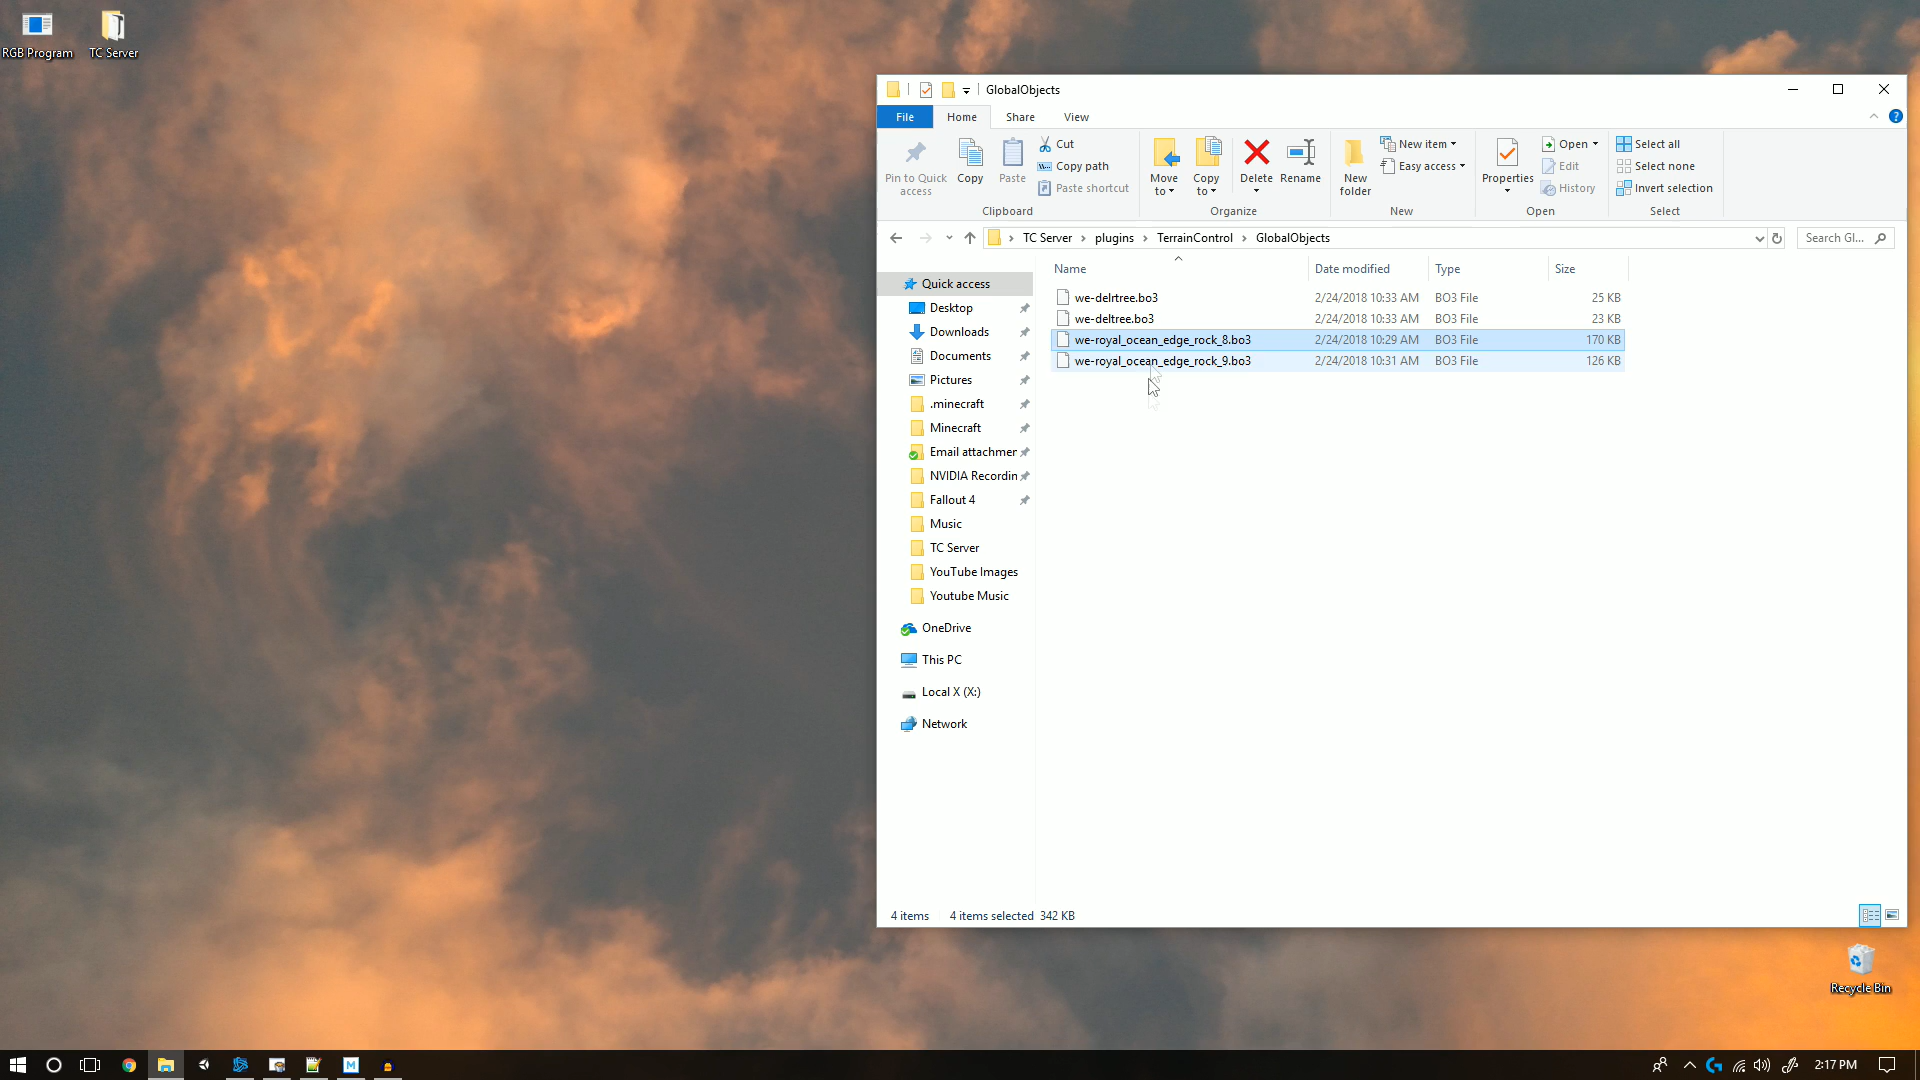 RGB Program
TC Server
GlobalObjects
File
Home
Share
View
Pin to Quick access
Copy
Paste
Cut
Copy path
Paste shortcut
Clipboard
Move to
Copy to
Delete
Rename
Organize
New folder
New item
Easy access
New
Properties
Open
Edit
History
Open
Select all
Select none
Invert selection
Select
TC Server
plugins
TerrainControl
GlobalObjects
Search Gl...
Name
Date modified
Type
Size
we-delrtree.bo3 2/24/2018 10:33 AM BO3 File 25 KB
we-deltree.bo3 2/24/2018 10:33 AM BO3 File 23 KB
we-royal_ocean_edge_rock_8.bo3 2/24/2018 10:29 AM BO3 File 170 KB
we-royal_ocean_edge_rock_9.bo3 2/24/2018 10:31 AM BO3 File 126 KB
Quick access
Desktop
Downloads
Documents
Pictures
.minecraft
Minecraft
Email attachmen
NVIDIA Recordin
Fallout 4
Music
TC Server
YouTube Images
Youtube Music
OneDrive
This PC
Local X (X:)
Network
4 items 4 items selected 342 KB
Recycle Bin
2:17 PM